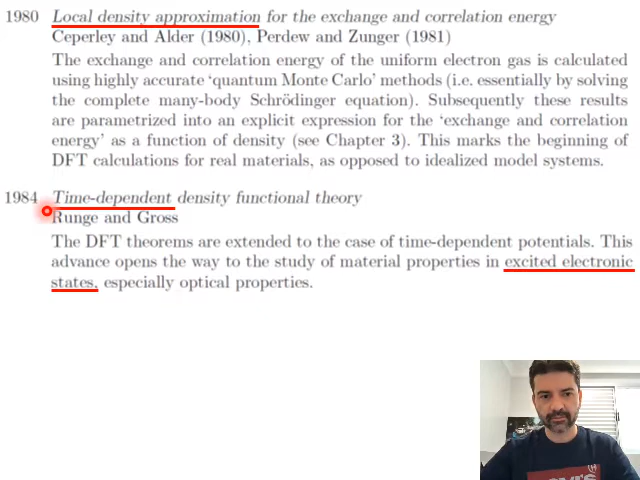 1980 Local density approximation for the exchange and correlation energy
Ceperley and Alder (1980), Perdew and Zunger (1981)
The exchange and correlation energy of the uniform electron gas is calculated
using highly accurate ‘quantum Monte Carlo’ methods (i.e. essentially by solving
the complete many-body Schrödinger equation). Subsequently these results
are parametrized into an explicit expression for the ‘exchange and correlation
energy’ as a function of density (see Chapter 3). This marks the beginning of
DFT calculations for real materials, as opposed to idealized model systems.
1984 Time-dependent density functional theory
Runge and Gross
The DFT theorems are extended to the case of time-dependent potentials. This
advance opens the way to the study of material properties in excited electronic
states, especially optical properties.